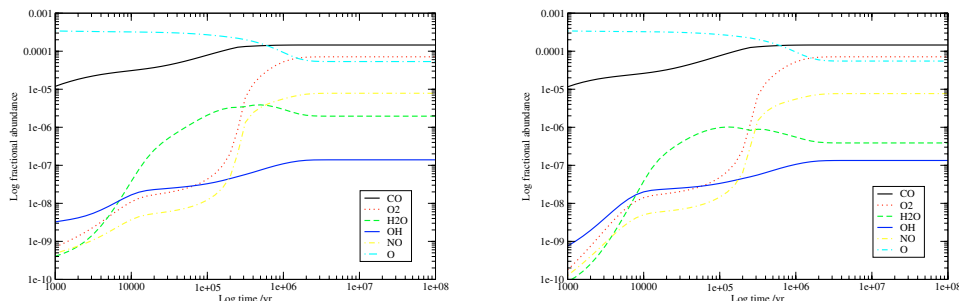 0.001
0.0001
1e-05
1e-06
1e-07
1e-08
1e-09
1e-10
Log fractional abundance
1000
10000
1e+05
1e+06
1e+07
1e+08
Log time /yr
CO
O2
H2O
OH
NO
O
0.001
0.0001
1e-05
1e-06
1e-07
1e-08
1e-09
1e-10
Log fractional abundance
1000
10000
1e+05
1e+06
1e+07
1e+08
Log time /yr
CO
O2
H2O
OH
NO
O